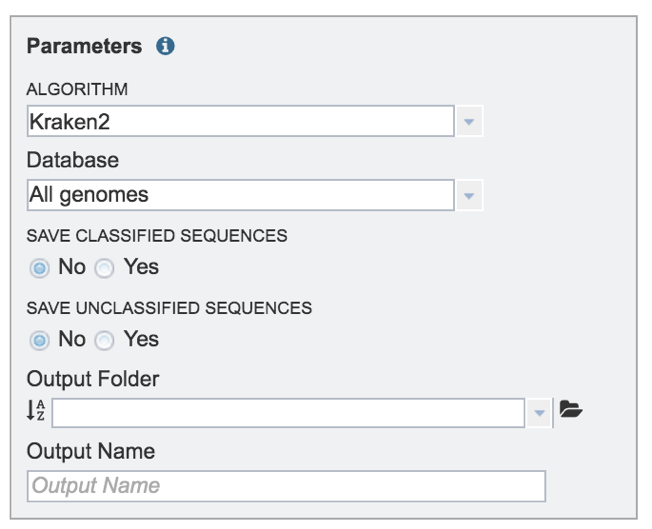 Parameters
ALGORITHM
Kraken2
Database
All genomes
SAVE CLASSIFIED SEQUENCES
No Yes
SAVE UNCLASSIFIED SEQUENCES
No Yes
Output Folder
Output Name
Output Name